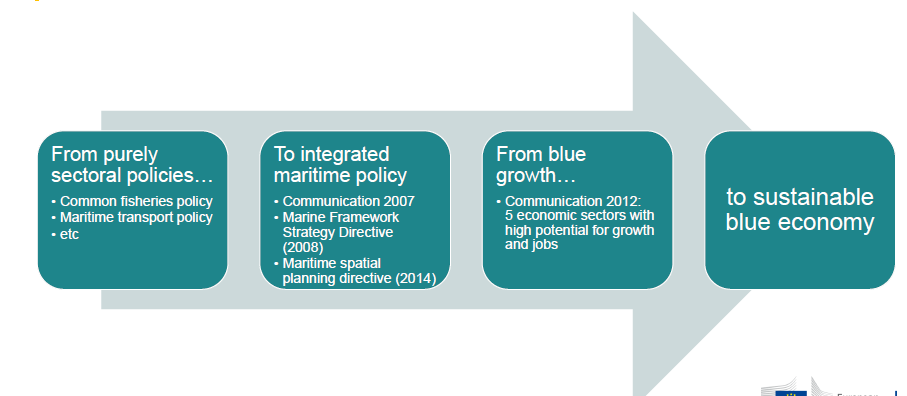 From purely
sectoral policies…
• Common fisheries policy
• Maritime transport policy
• etc
To integrated
maritime policy
• Communication 2007
• Marine Framework
Strategy Directive
(2008)
• Maritime spatial
planning directive (2014)
From blue
growth…
• Communication 2012:
5 economic sectors with
high potential for growth
and jobs
to sustainable
blue economy